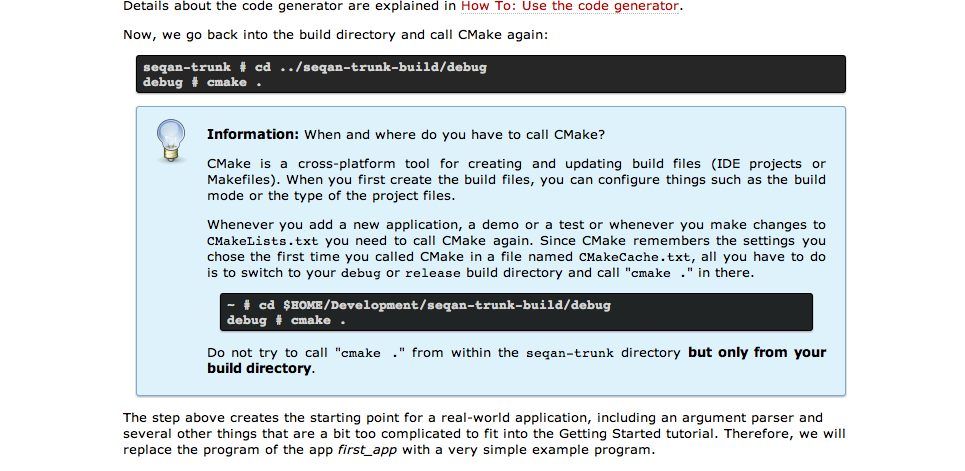 Details about the code generator are explained in How To: Use the code generator.
Now, we go back into the build directory and call CMake again:
seqan-trunk # cd ../seqan-trunk-build/debug
debug # cmake .
Information: When and where do you have to call CMake?
CMake is a cross-platform tool for creating and updating build files (IDE projects or
Makefiles). When you first create the build files, you can configure things such as the build
mode or the type of the project files.
Whenever you add a new application, a demo or a test or whenever you make changes to
CMakeLists.txt you need to call CMake again. Since CMake remembers the settings you
chose the first time you called CMake in a file named CMakeCache.txt, all you have to do
is to switch to your debug or release build directory and call "cmake ." in there.
~ # cd $HOME/Development/seqan-trunk-build/debug
debug # cmake .
Do not try to call "cmake ." from within the seqan-trunk directory but only from your
build directory.
The step above creates the starting point for a real-world application, including an argument parser and
several other things that are a bit too complicated to fit into the Getting Started tutorial. Therefore, we will
replace the program of the app first_app with a very simple example program.